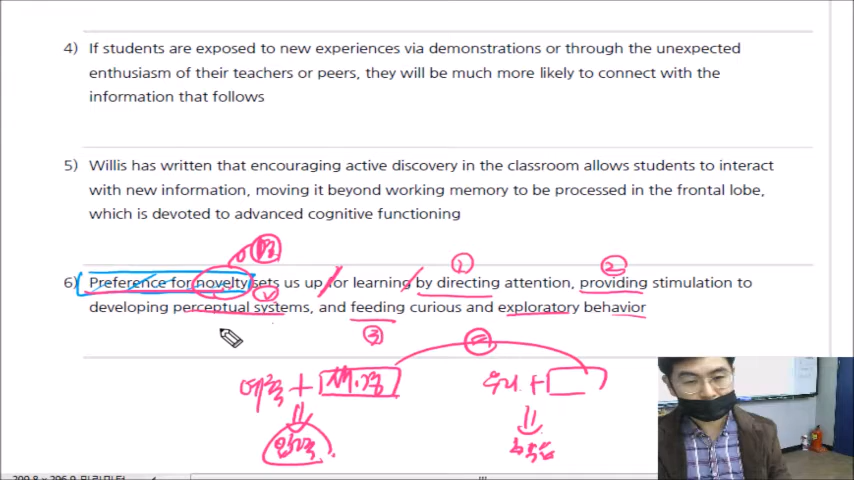 4) If students are exposed to new experiences via demonstrations or through the unexpected
enthusiasm of their teachers or peers, they will be much more likely to connect with the
information that follows
5) Willis has written that encouraging active discovery in the classroom allows students to interact
with new information, moving it beyond working memory to be processed in the frontal lobe,
which is devoted to advanced cognitive functioning
6) Preference for novelty sets us up for learning by directing attention, providing stimulation to
developing perceptual systems, and feeding curious and exploratory behavior
V
①
②
③